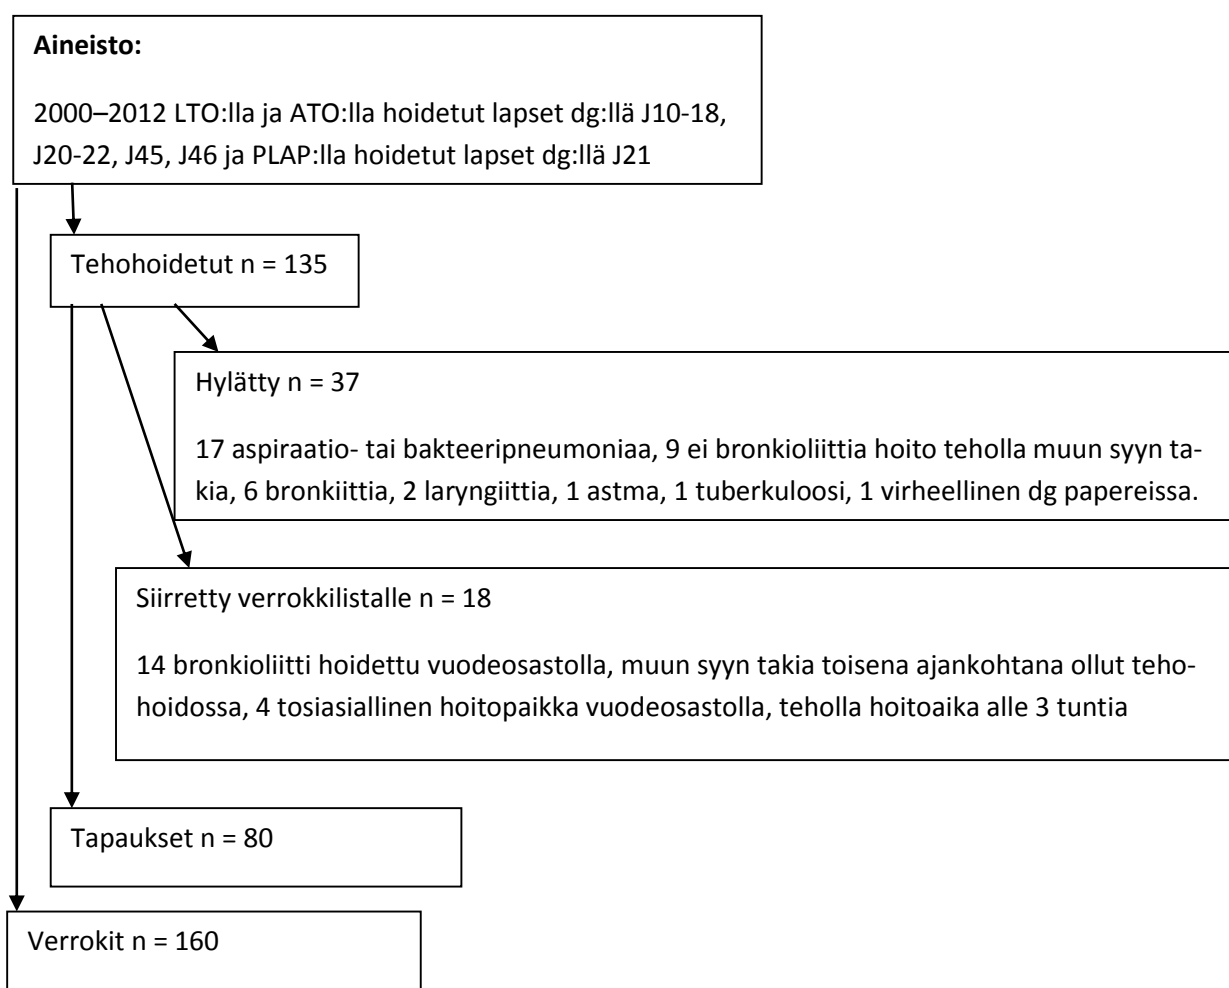 Aineisto:
2000–2012 LTO:lla ja ATO:lla hoidetut lapset dg:llä J10-18,
J20-22, J45, J46 ja PLAP:lla hoidetut lapset dg:llä J21
Tehohoidetut n = 135
Hylätty n = 37
17 aspiraatio- tai bakteeripneumoniaa, 9 ei bronkioliittia hoito teholla muun syyn ta-
kia, 6 bronkiittia, 2 laryngiittia, 1 astma, 1 tuberkuloosi, 1 virheellinen dg papereissa.
Siirretty verrokkilistalle n = 18
14 bronkioliitti hoidettu vuodeosastolla, muun syyn takia toisena ajankohtana ollut teho-
hoidossa, 4 tosiasiallinen hoitopaikka vuodeosastolla, teholla hoitoaika alle 3 tuntia
Tapaukset n = 80
Verrokit n = 160